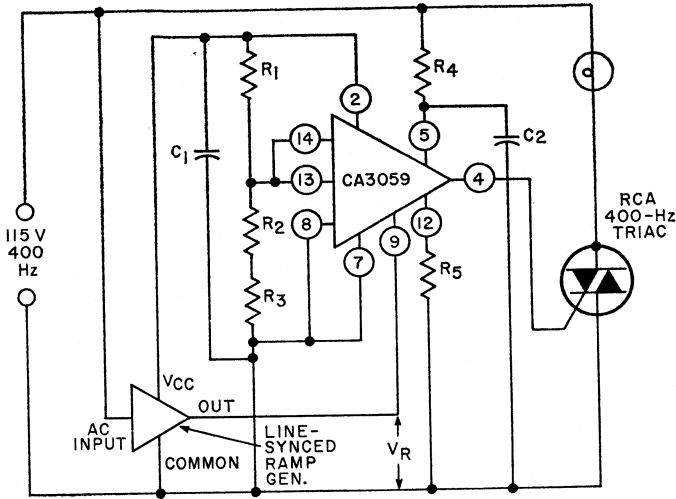 R1
R4
2
14
5
C1
C2
13
CA3059
4
RCA
400-Hz
TRIAC
8
12
R2
9
115 V
400
Hz
7
R5
R3
VCC
OUT
AC
INPUT
LINE-
SYNCED
RAMP
GEN.
VR
COMMON